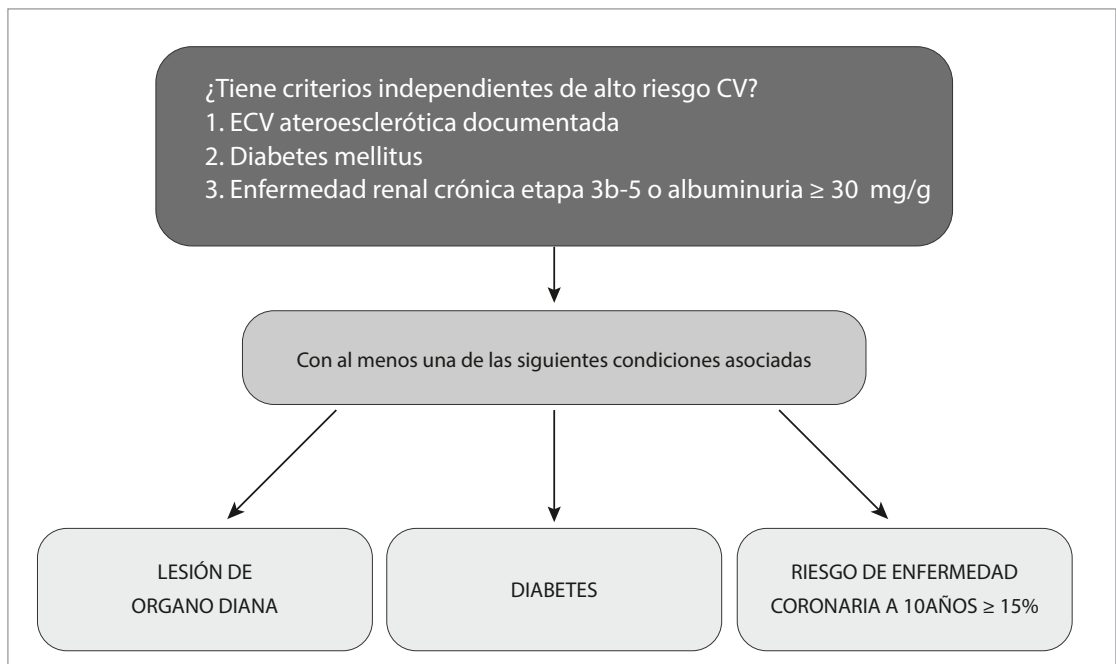 ¿Tiene criterios independientes de alto riesgo CV?
1. ECV ateroesclerótica documentada
2. Diabetes mellitus
3. Enfermedad renal crónica etapa 3b-5 o albuminuria ≥ 30 mg/g
Con al menos una de las siguientes condiciones asociadas
LESIÓN DE
ORGANO DIANA
DIABETES
RIESGO DE ENFERMEDAD
CORONARIA A 10AÑOS ≥ 15%